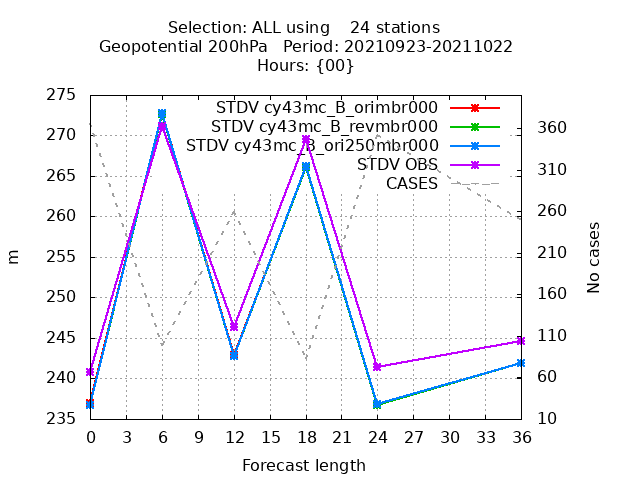 Selection: ALL using    24 stations
Geopotential 200hPa   Period: 20210923-20211022
Hours: {00}
STDV cy43mc_B_orimbr000
STDV cy43mc_B_revmbr000
STDV cy43mc_B_ori250mbr000
STDV OBS
CASES
275
270
265
260
255
250
245
240
235
m
360
310
260
210
160
110
60
10
No cases
0 3 6 9 12 15 18 21 24 27 30 33 36
Forecast length